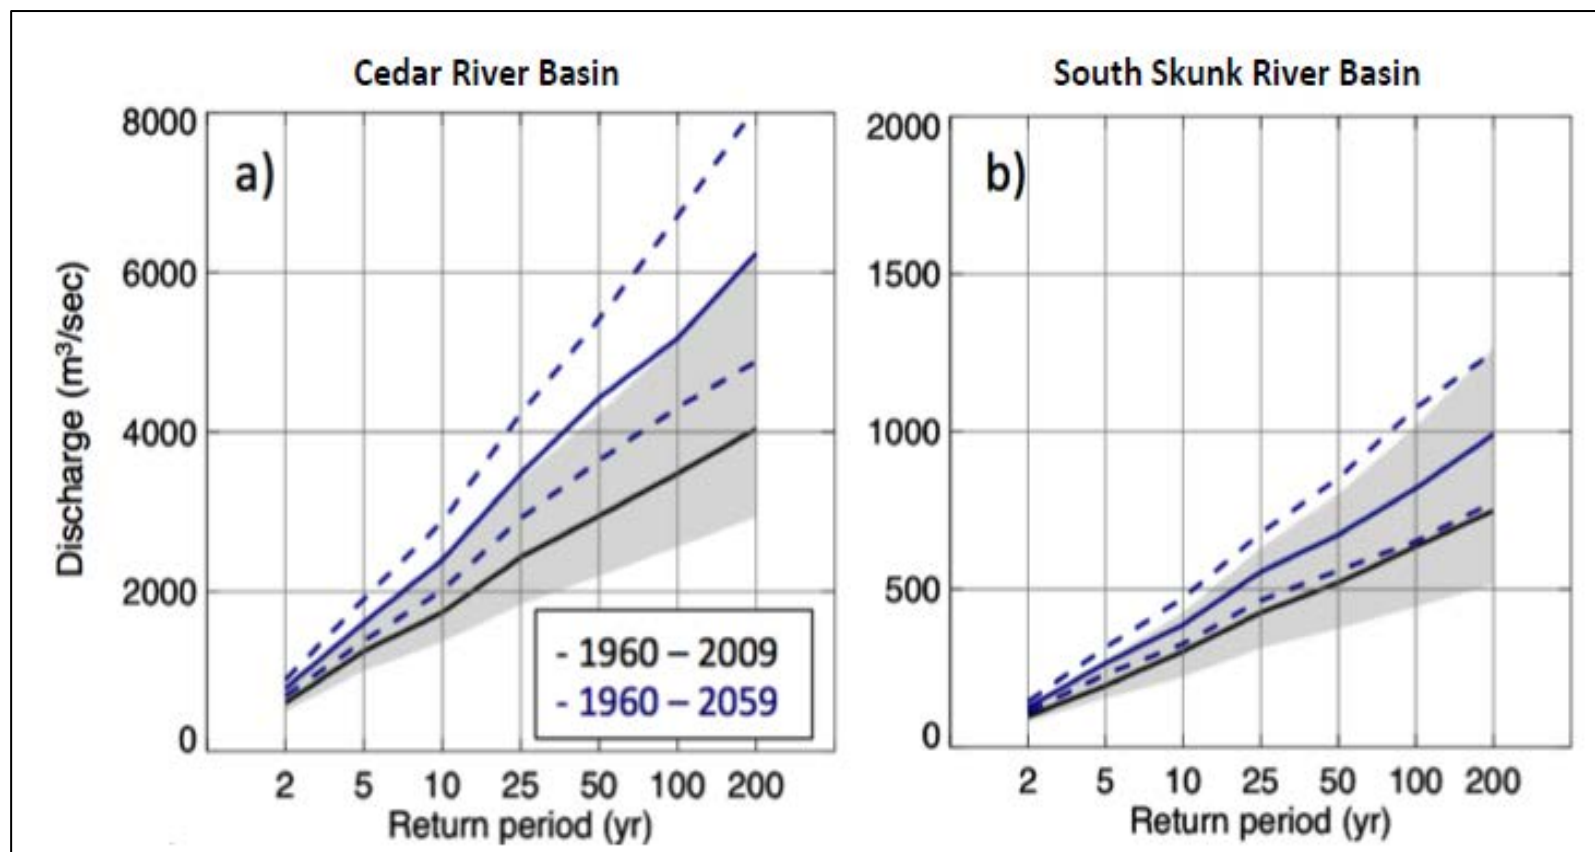 Cedar River Basin
South Skunk River Basin
a)
b)
Discharge (m³/sec)
8000
6000
4000
2000
0
2000
1500
1000
500
0
- 1960 – 2009
- 1960 – 2059
2 5 10 25 50 100 200
2 5 10 25 50 100 200
Return period (yr)
Return period (yr)